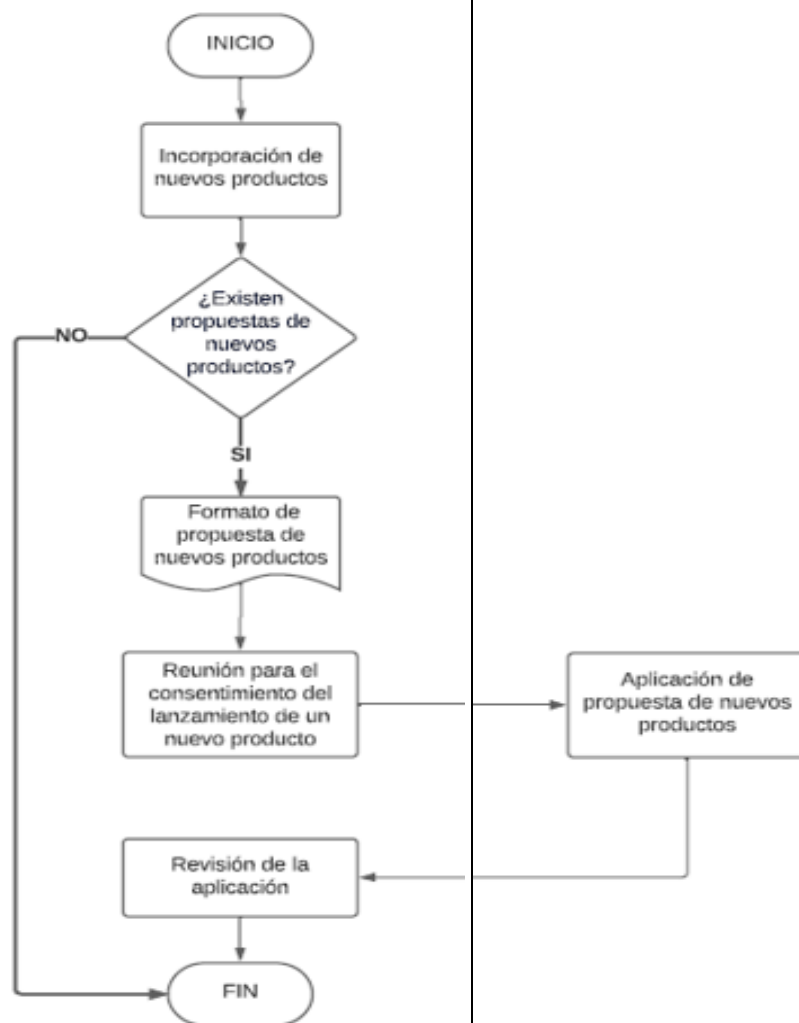 INICIO
Incorporación de
nuevos productos
¿Existen
propuestas de
nuevos
productos?
NO
SI
Formato de
propuesta de
nuevos productos
Reunión para el
consentimiento del
lanzamiento de un
nuevo producto
Aplicación de
propuesta de nuevos
productos
Revisión de la
aplicación
FIN